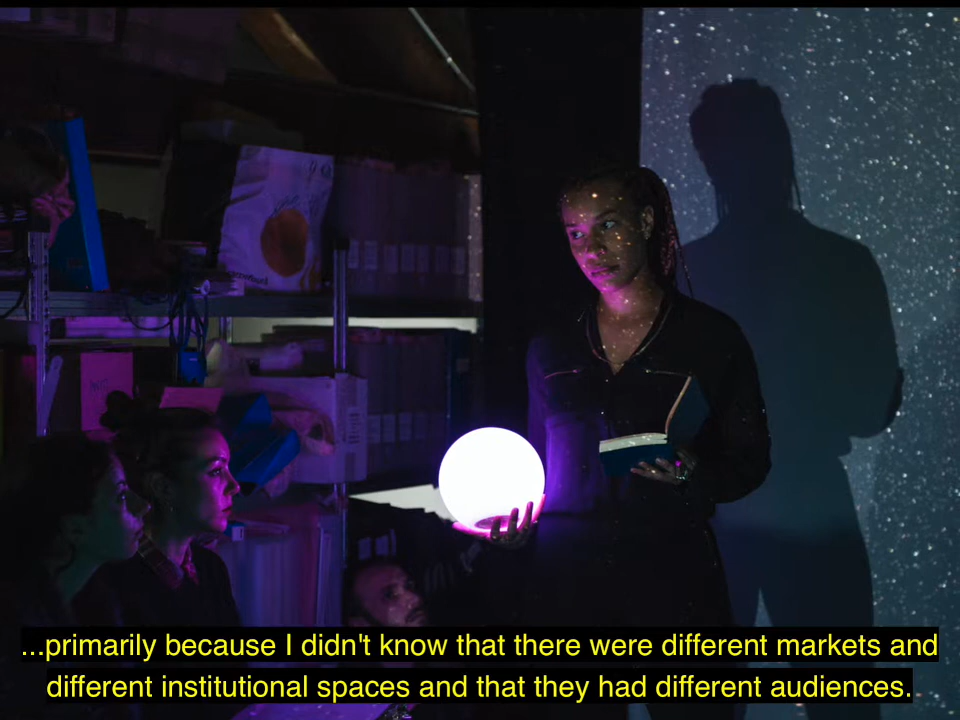 ...primarily because I didn't know that there were different markets and
different institutional spaces and that they had different audiences.